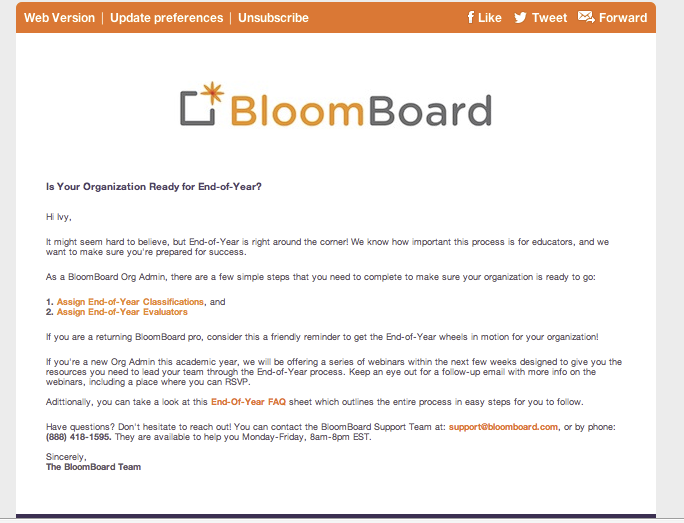 Web Version | Update preferences | Unsubscribe Like Tweet Forward
BloomBoard
Is Your Organization Ready for End-of-Year?
Hi Ivy,
It might seem hard to believe, but End-of-Year is right around the corner! We know how important this process is for educators, and we
want to make sure you're prepared for success.
As a BloomBoard Org Admin, there are a few simple steps that you need to complete to make sure your organization is ready to go:
1. Assign End-of-Year Classifications, and
2. Assign End-of-Year Evaluators
If you are a returning BloomBoard pro, consider this a friendly reminder to get the End-of-Year wheels in motion for your organization!
If you're a new Org Admin this academic year, we will be offering a series of webinars within the next few weeks designed to give you the
resources you need to lead your team through the End-of-Year process. Keep an eye out for a follow-up email with more info on the
webinars, including a place where you can RSVP.
Adittionally, you can take a look at this End-Of-Year FAQ sheet which outlines the entire process in easy steps for you to follow.
Have questions? Don't hesitate to reach out! You can contact the BloomBoard Support Team at: support@bloomboard.com, or by phone:
(888) 418-1595. They are available to help you Monday-Friday, 8am-8pm EST.
Sincerely,
The BloomBoard Team